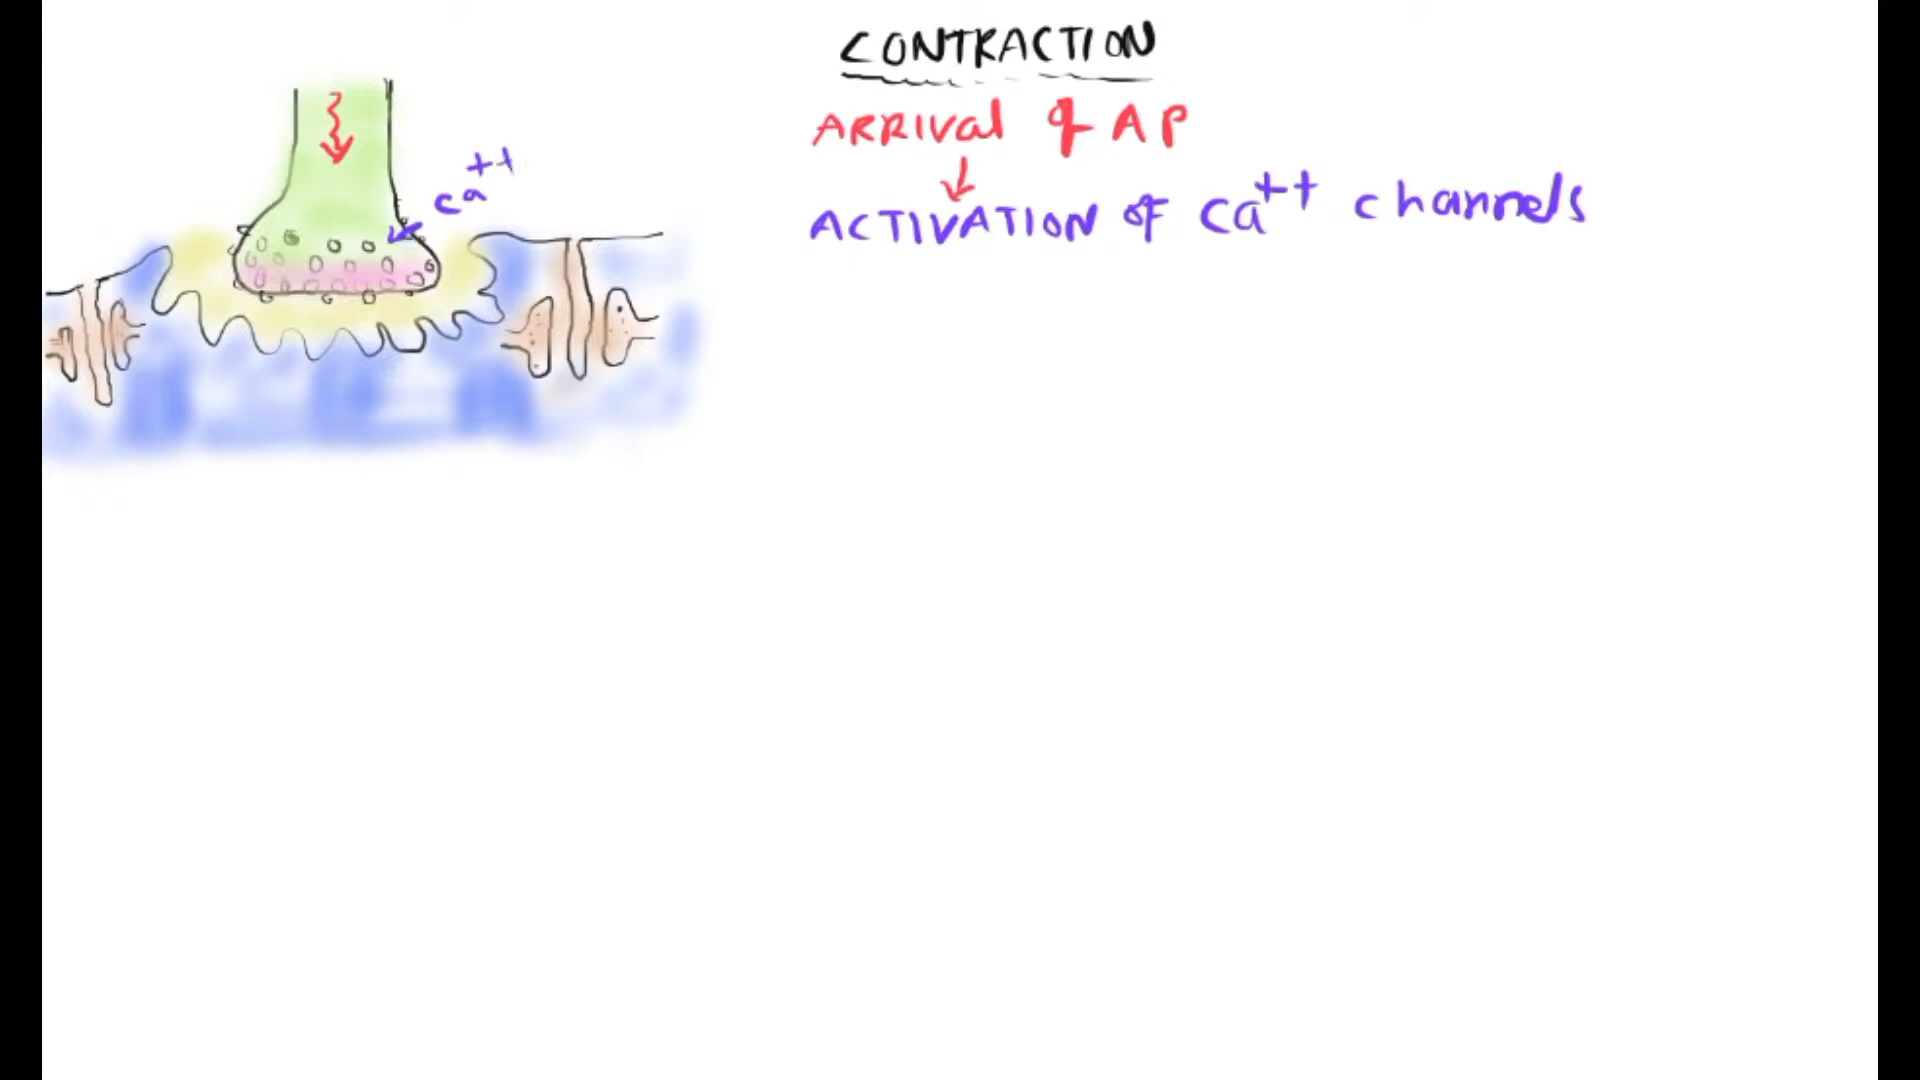 CONTRACTION
ARRIVal of AP
Ca++
ACTIVATION OF Ca++ channels